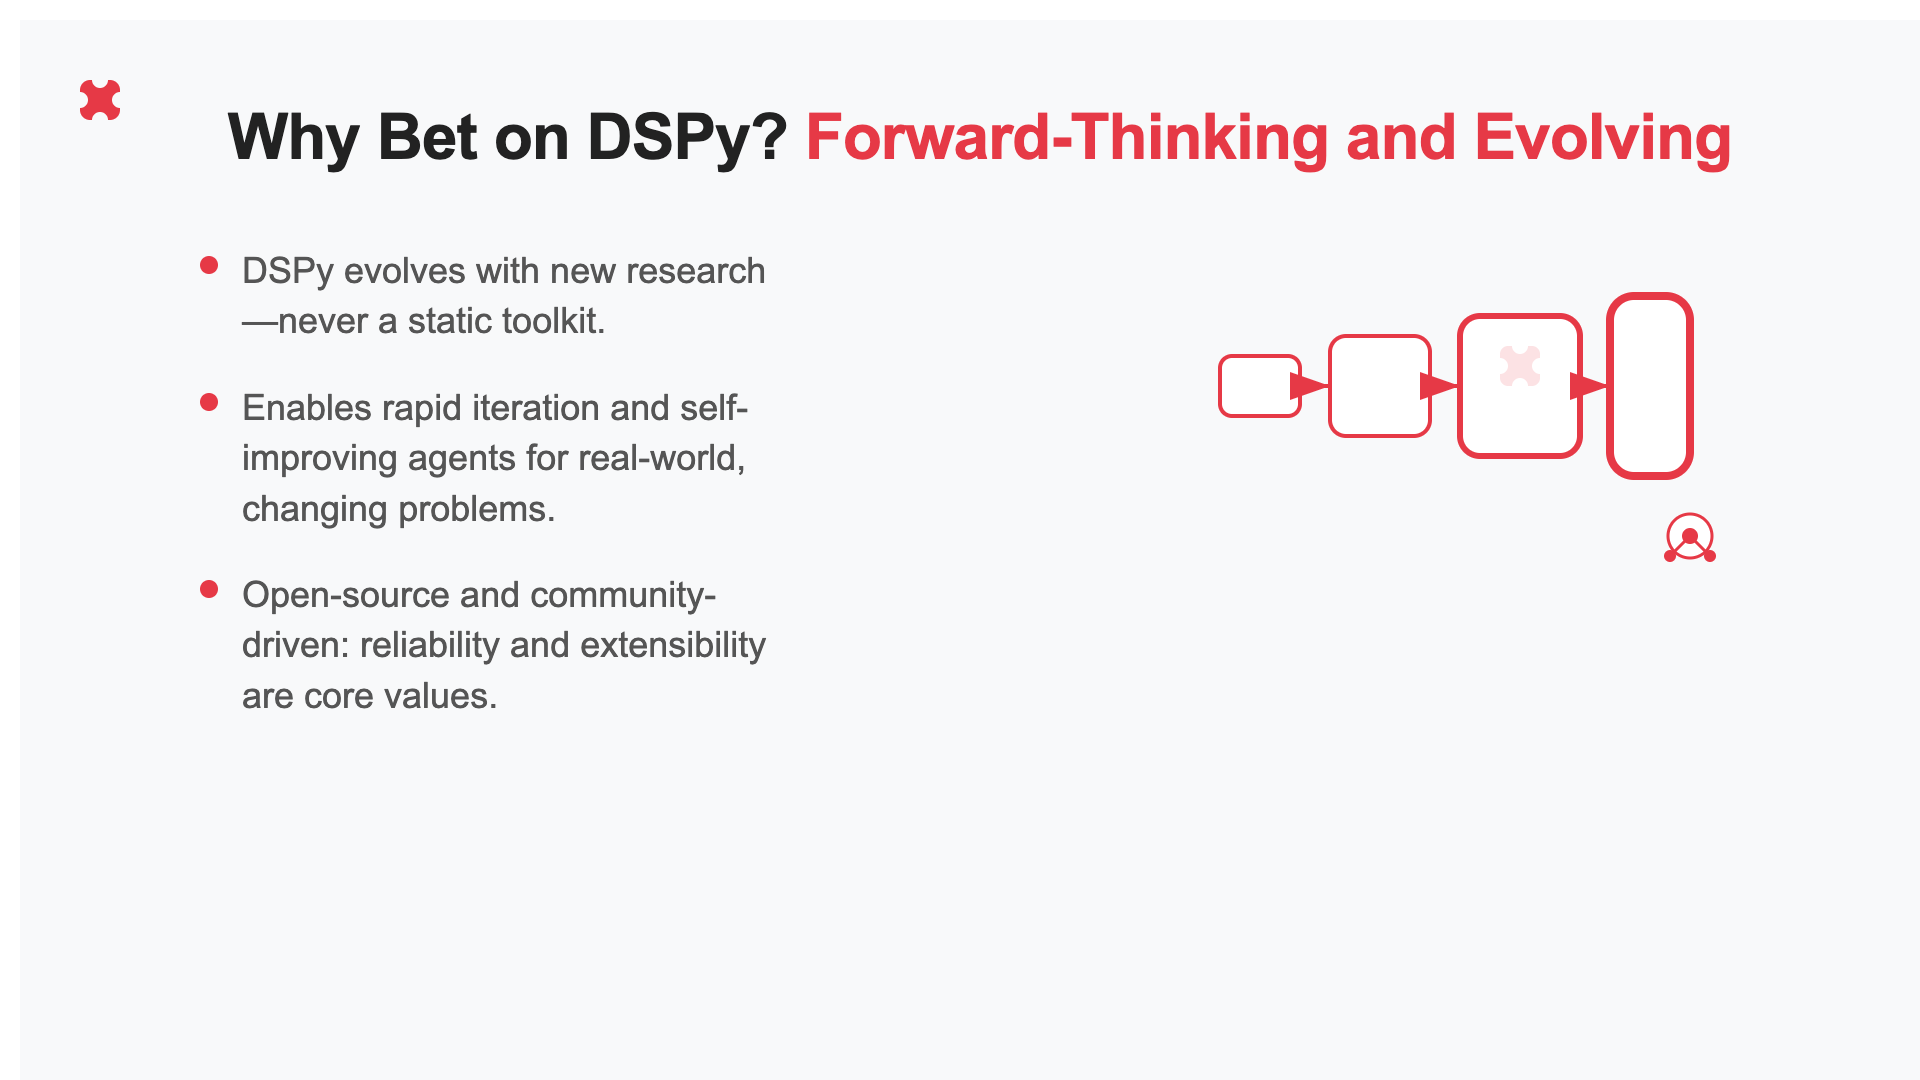 Why Bet on DSPy? Forward-Thinking and Evolving
DSPy evolves with new research
—never a static toolkit.
Enables rapid iteration and self-
improving agents for real-world,
changing problems.
Open-source and community-
driven: reliability and extensibility
are core values.